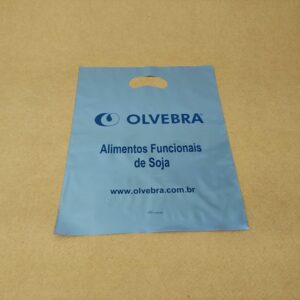 OLVEBRA
Alimentos Funcionais
de Soja
www.olvebra.com.br